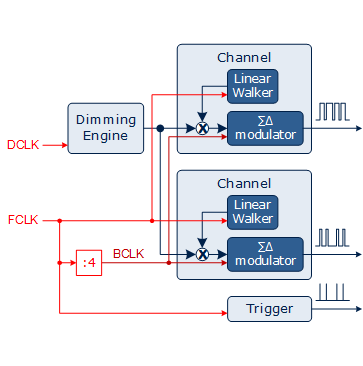 Channel
Linear
Walker
Dimming
Engine
ΣΔ
modulator
DCLK
Channel
Linear
Walker
FCLK
ΣΔ
modulator
:4
BCLK
Trigger